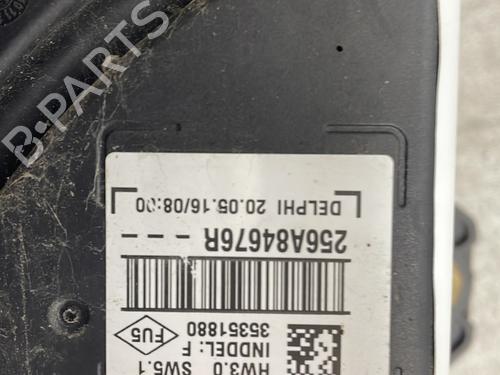 B-PARTS
HW3.0 SW5.1
INDDEL: F
35351880
FU5
256A84676R - - -
DELPHI 20.05.16/08:00